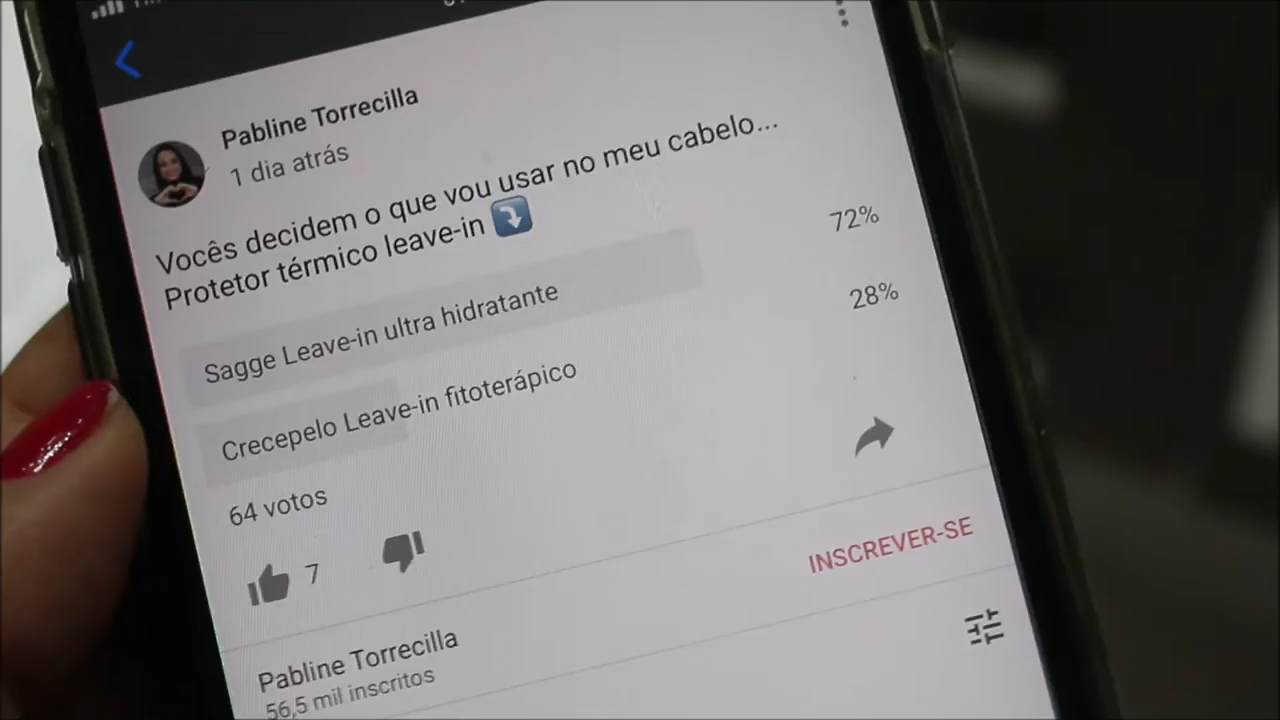 Pabline Torrecilla
1 dia atrás
Vocês decidem o que vou usar no meu cabelo...
Protetor térmico leave-in
Sagge Leave-in ultra hidratante 72%
Crecepelo Leave-in fitoterápico 28%
64 votos
7
INSCREVER-SE
Pabline Torrecilla
56,5 mil inscritos